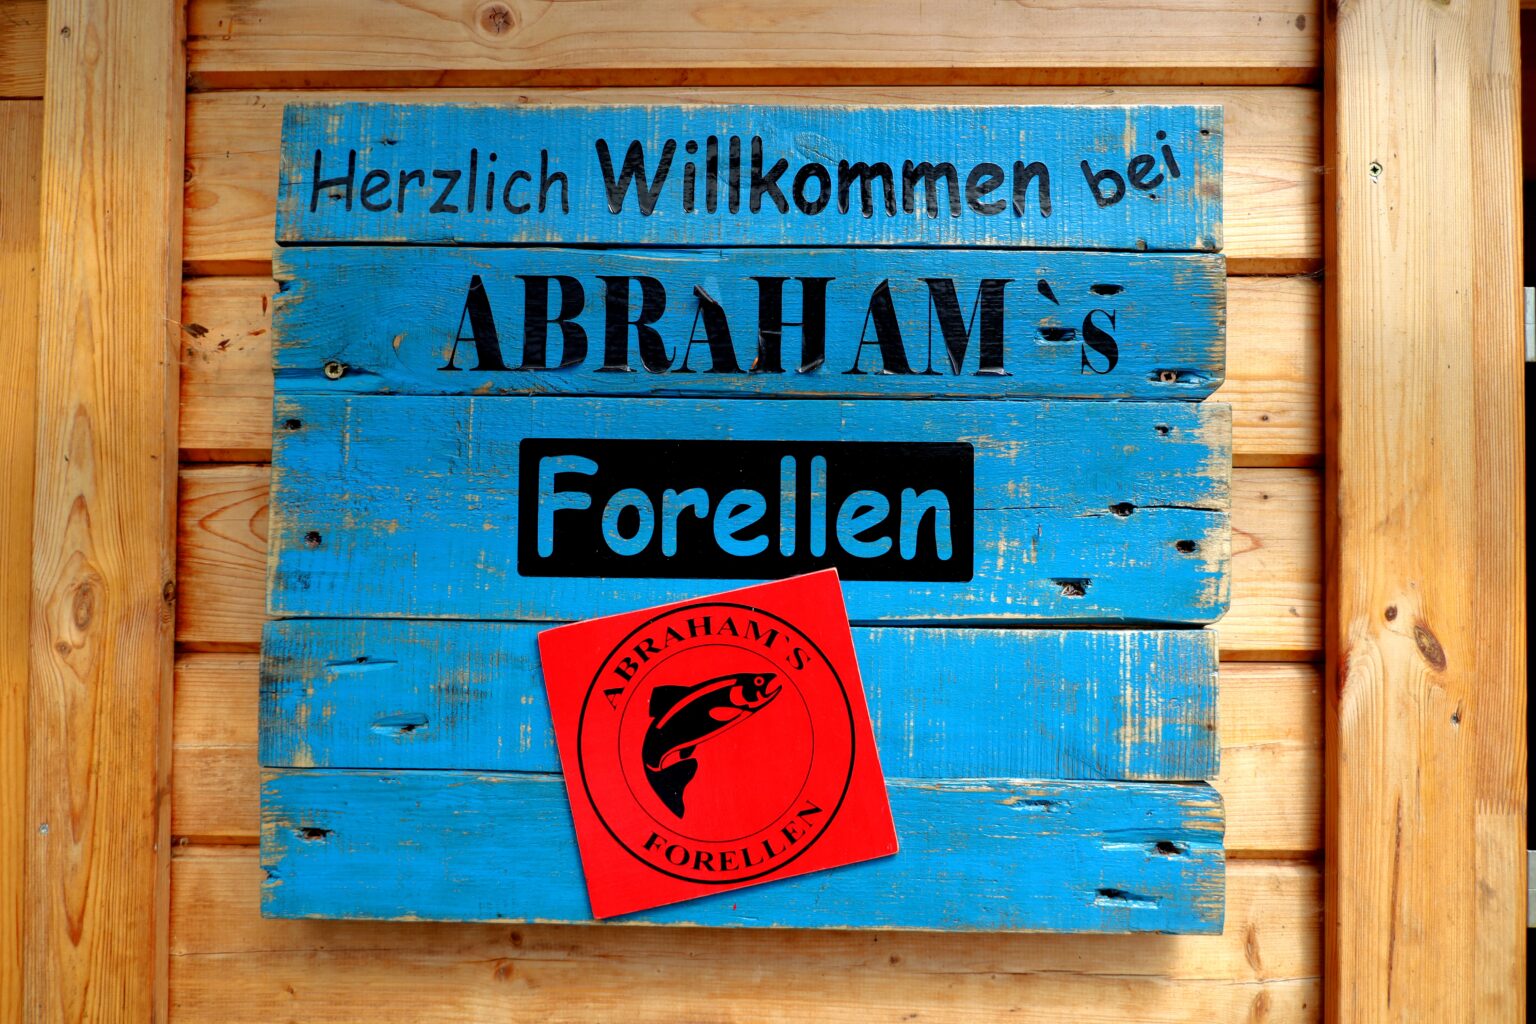 Herzlich Willkommen bei
ABRAHAM`s
Forellen
ABRAHAM`S
FORELLEN